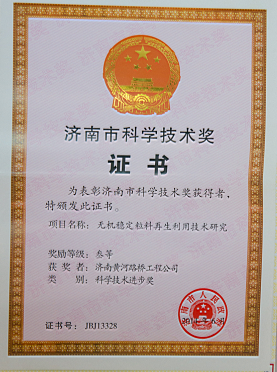 济南市科学技术奖
证书
为表彰济南市科学技术奖获得者，
特颁发此证书。
项目名称：无机稳定粒料再生利用技术研究
奖励等级：叁等
获奖者：济南黄河路桥工程公司
类别：科学技术进步奖
证书号：JBJ13328